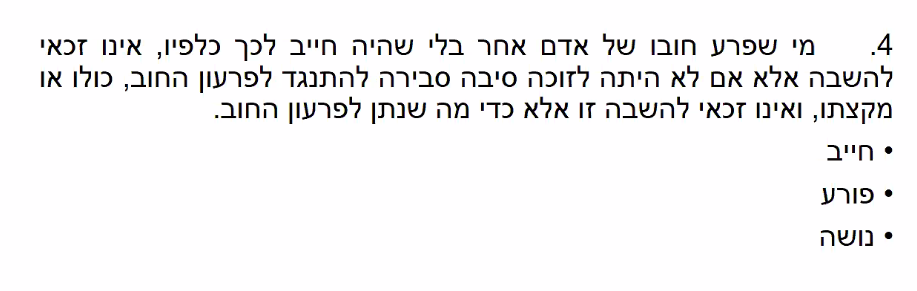 4. מי שפרע חובו של אדם אחר בלי שהיה חייב לכך כלפיו, אינו זכאי
להשבה אלא אם לא היתה לזוכה סיבה סבירה להתנגד לפרעון החוב, כולו או
מקצתו, ואינו זכאי להשבה זו אלא כדי מה שנתן לפרעון החוב.
• חייב
• פורע
• נושה